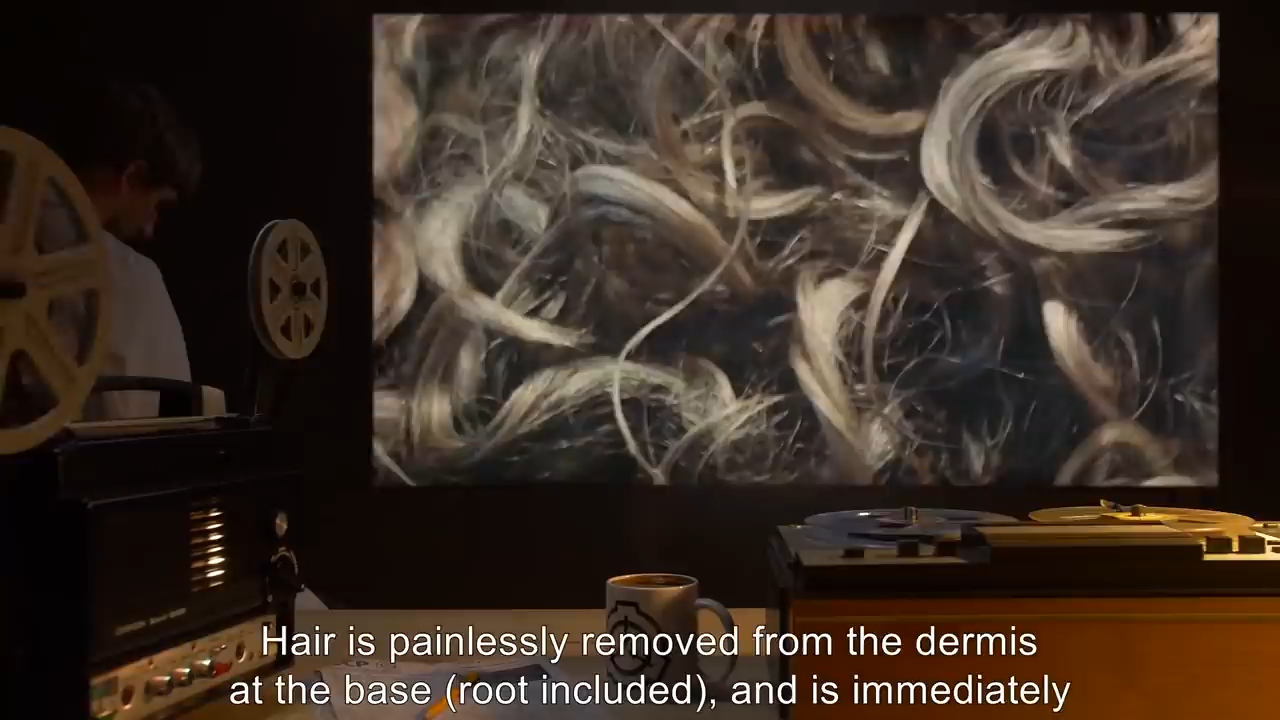 Hair is painlessly removed from the dermis
at the base (root included), and is immediately